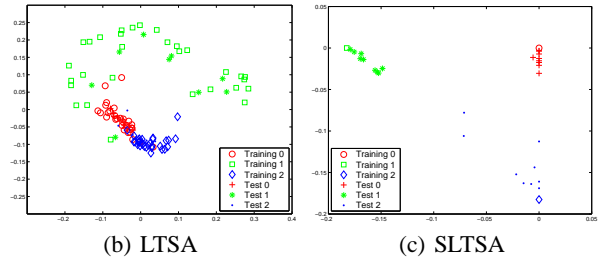 0.25
0.2
0.15
0.1
0.05
0
−0.05
−0.1
−0.15
−0.2
−0.2 −0.1 0 0.1 0.2 0.3 0.4
Training 0
Training 1
Training 2
Test 0
Test 1
Test 2
(b) LTSA
0.05
0
−0.05
−0.1
−0.15
−0.2
−0.15 −0.1 −0.05 0 0.05
Training 0
Training 1
Training 2
Test 0
Test 1
Test 2
(c) SLTSA